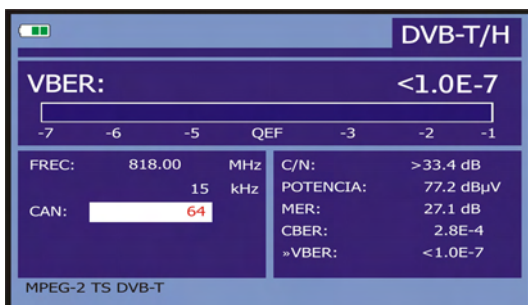 DVB-T/H
VBER: <1.0E-7
-7 -6 -5 QEF -3 -2 -1
FREC: 818.00 MHz
15 kHz
CAN: 64
C/N: >33.4 dB
POTENCIA: 77.2 dBµV
MER: 27.1 dB
CBER: 2.8E-4
»VBER: <1.0E-7
MPEG-2 TS DVB-T